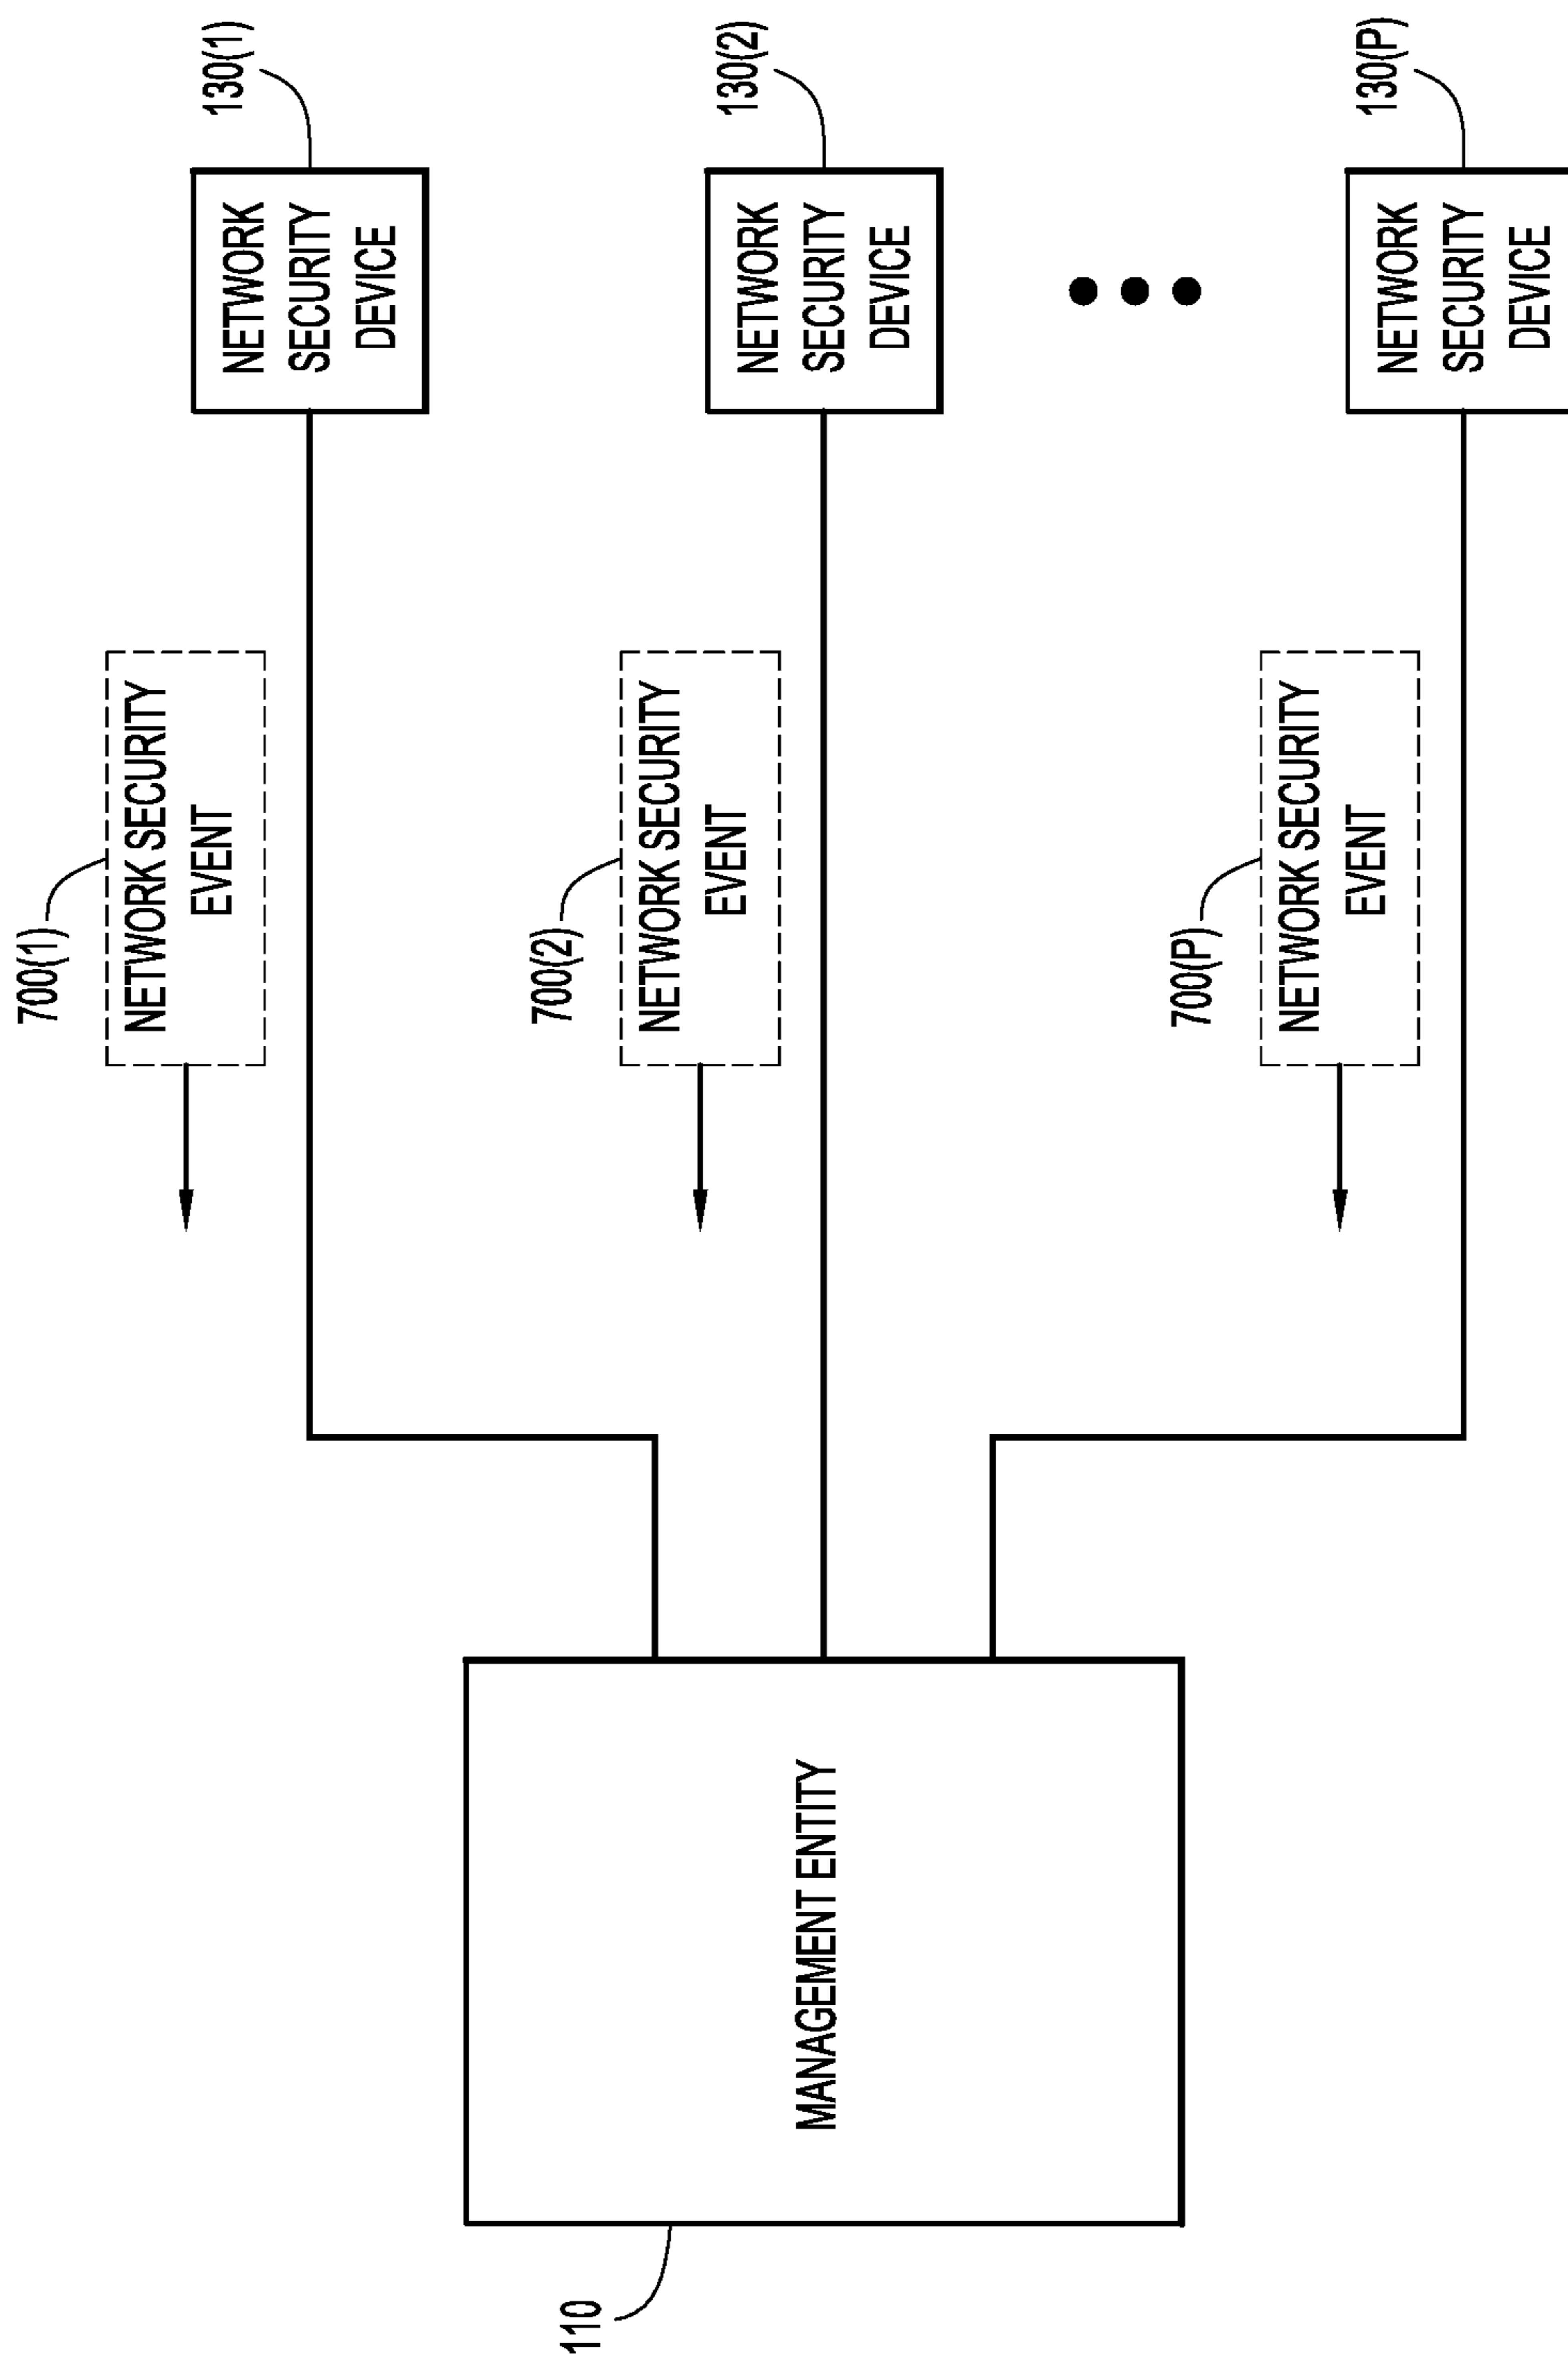 700(1)
NETWORK SECURITY
EVENT
130(1)
NETWORK
SECURITY
DEVICE
700(2)
NETWORK SECURITY
EVENT
130(2)
NETWORK
SECURITY
DEVICE
110
MANAGEMENT ENTITY
700(P)
NETWORK SECURITY
EVENT
130(P)
NETWORK
SECURITY
DEVICE